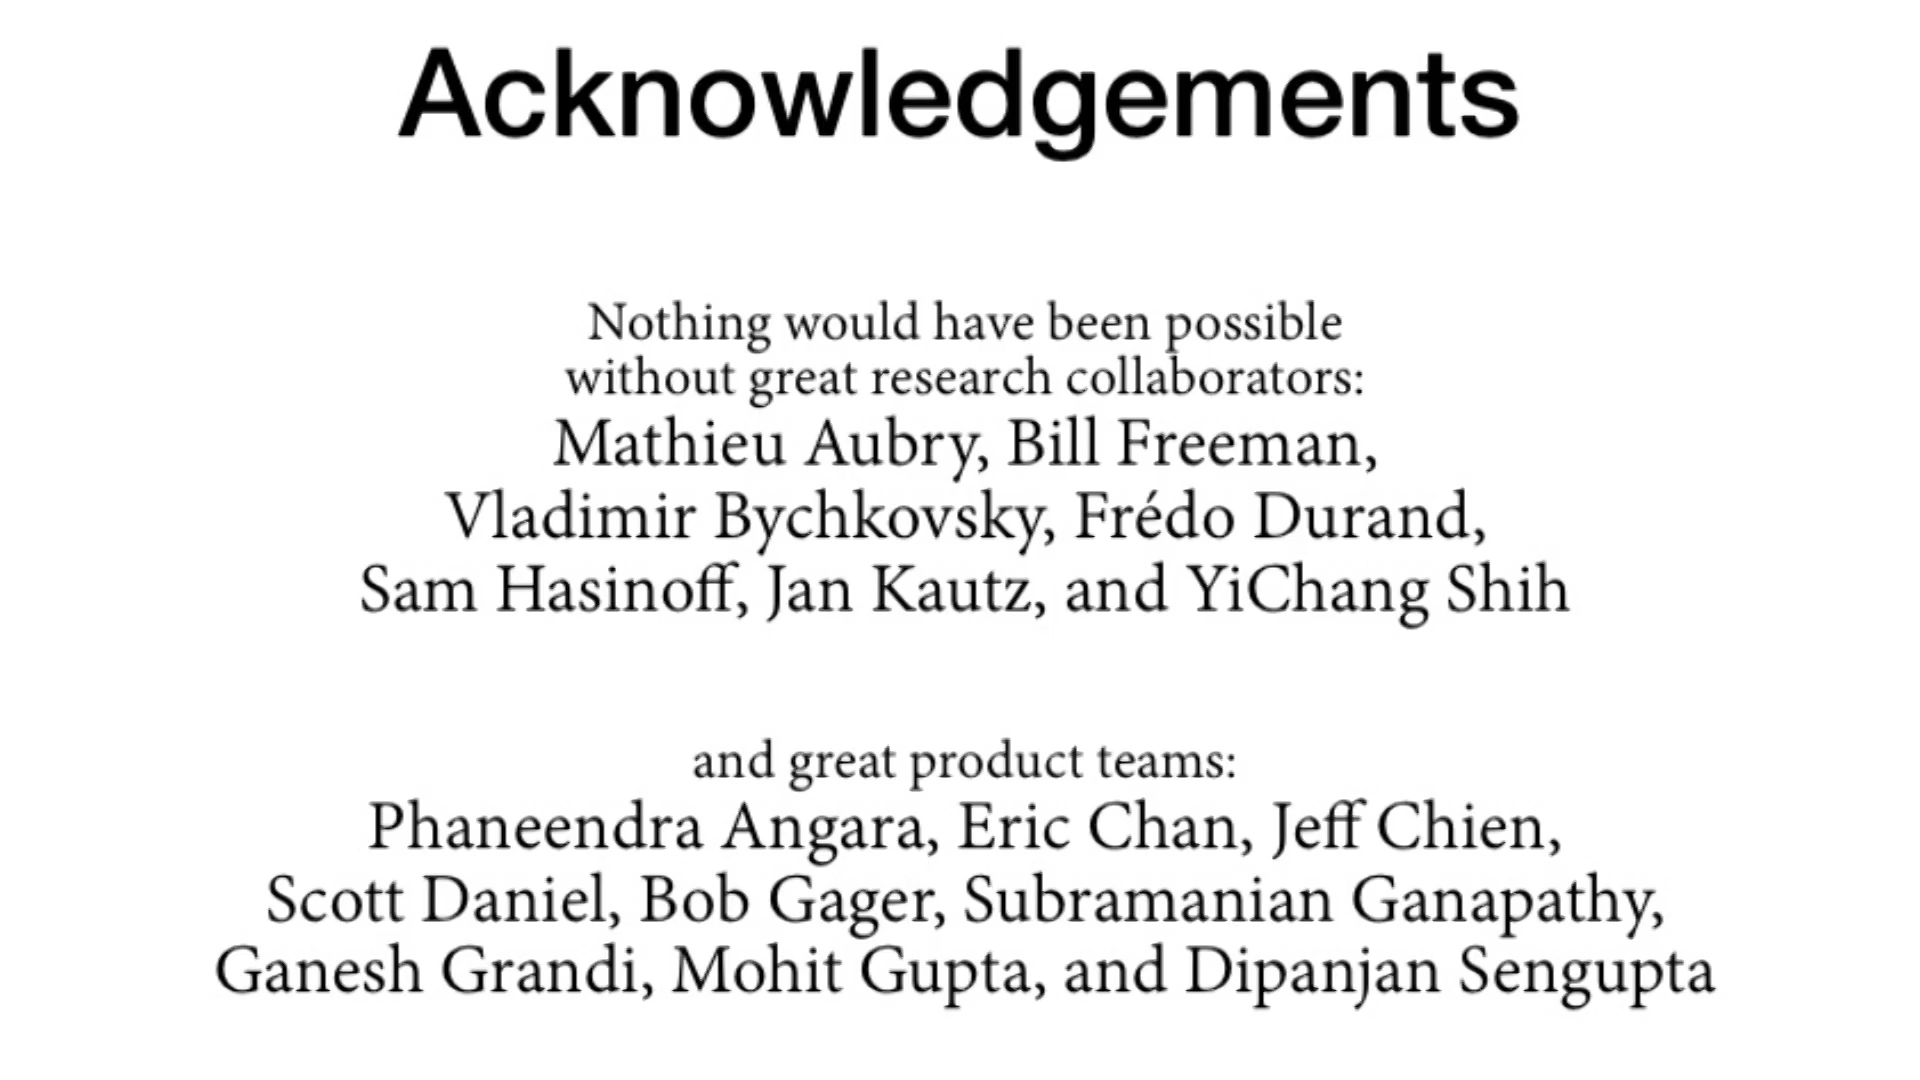 Acknowledgements
Nothing would have been possible
without great research collaborators:
Mathieu Aubry, Bill Freeman,
Vladimir Bychkovsky, Frédo Durand,
Sam Hasinoff, Jan Kautz, and YiChang Shih
and great product teams:
Phaneendra Angara, Eric Chan, Jeff Chien,
Scott Daniel, Bob Gager, Subramanian Ganapathy,
Ganesh Grandi, Mohit Gupta, and Dipanjan Sengupta